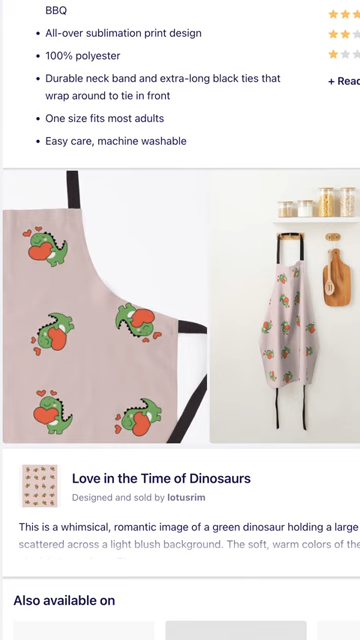 BBQ
• All-over sublimation print design
• 100% polyester
• Durable neck band and extra-long black ties that
wrap around to tie in front
• One size fits most adults
• Easy care, machine washable
+ Read
Love in the Time of Dinosaurs
Designed and sold by lotusrim
This is a whimsical, romantic image of a green dinosaur holding a large
scattered across a light blush background. The soft, warm colors of the
Also available on